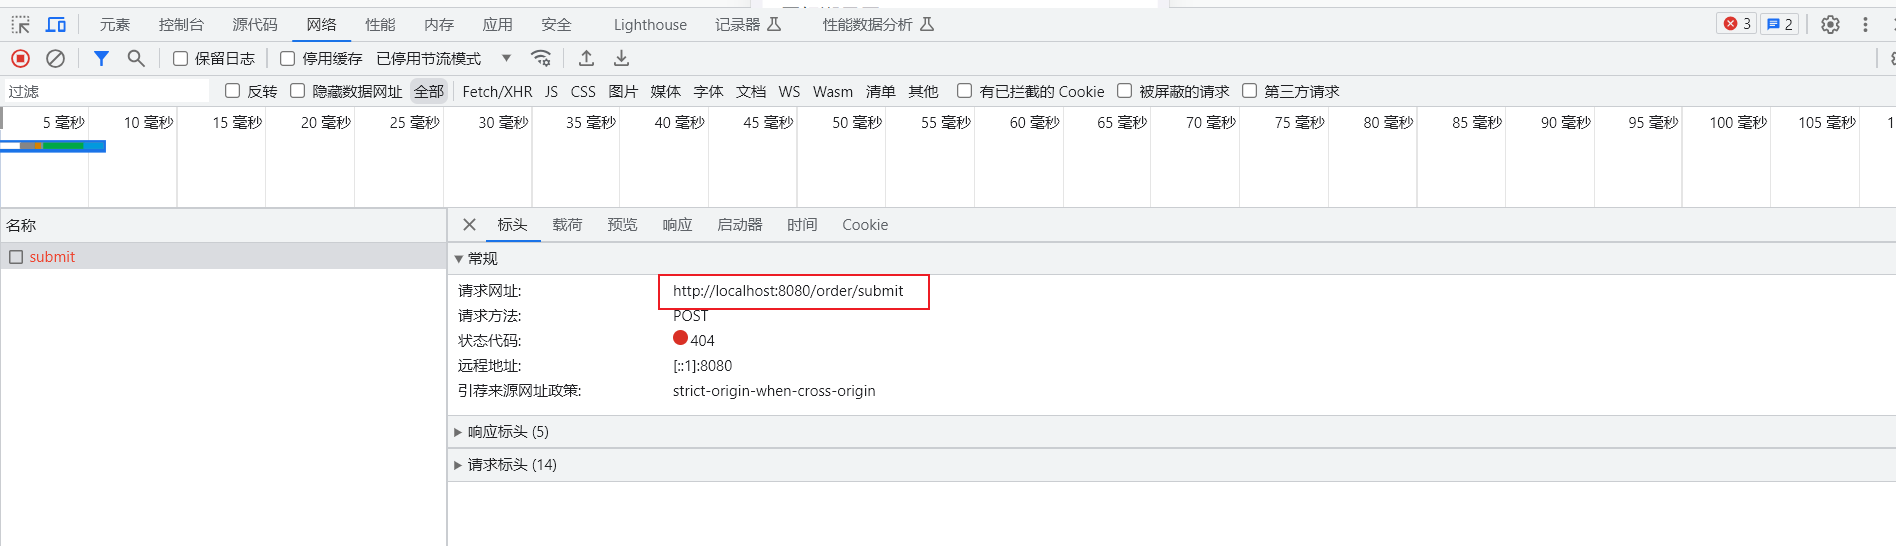 元素 控制台 源代码 网络 性能 内存 应用 安全 Lighthouse 记录器 性能数据分析 3 2
保留日志 停用缓存 已停用节流模式
过滤 反转 隐藏数据网址 全部 Fetch/XHR JS CSS 图片 媒体 字体 文档 WS Wasm 清单 其他 有已拦截的 Cookie 被屏蔽的请求 第三方请求
5 毫秒 10 毫秒 15 毫秒 20 毫秒 25 毫秒 30 毫秒 35 毫秒 40 毫秒 45 毫秒 50 毫秒 55 毫秒 60 毫秒 65 毫秒 70 毫秒 75 毫秒 80 毫秒 85 毫秒 90 毫秒 95 毫秒 100 毫秒 105 毫秒 1
名称
submit
标头 载荷 预览 响应 启动器 时间 Cookie
常规
请求网址: http://localhost:8080/order/submit
请求方法: POST
状态代码: 404
远程地址: [::1]:8080
引荐来源网址政策: strict-origin-when-cross-origin
响应标头 (5)
请求标头 (14)